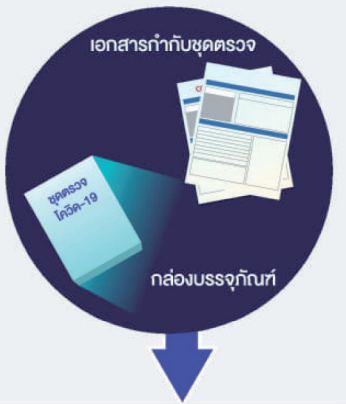 เอกสารกำกับชุดตรวจ
ชุดตรวจ
โควิด-19
กล่องบรรจุภัณฑ์